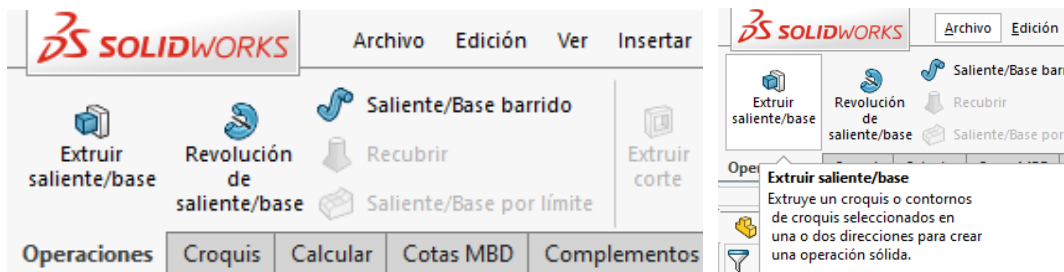 SOLIDWORKS Archivo Edición Ver Insertar
Saliente/Base barrido
Extruir
saliente/base
Revolución
de
saliente/base
Recubrir
Saliente/Base por límite
Extruir
corte
Operaciones Croquis Calcular Cotas MBD Complementos
SOLIDWORKS Archivo Edición
Extruir
saliente/base
Revolución
de
saliente/base
Saliente/Base
Recubrir
Saliente/Base por
Extruir saliente/base
Extruye un croquis o contornos
de croquis seleccionados en
una o dos direcciones para crear
una operación sólida.